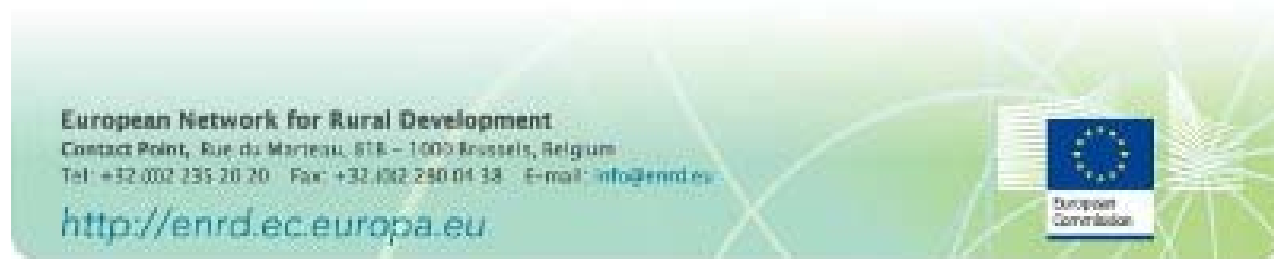 European Network for Rural Development
Contact Point, Rue du Marteau, 81B – 1000 Brussels, Belgium
Tel: +32 (0)2 235 20 20 Fax: +32 (0)2 280 04 38 E-mail: info@enrd.eu
http://enrd.ec.europa.eu
European
Commission